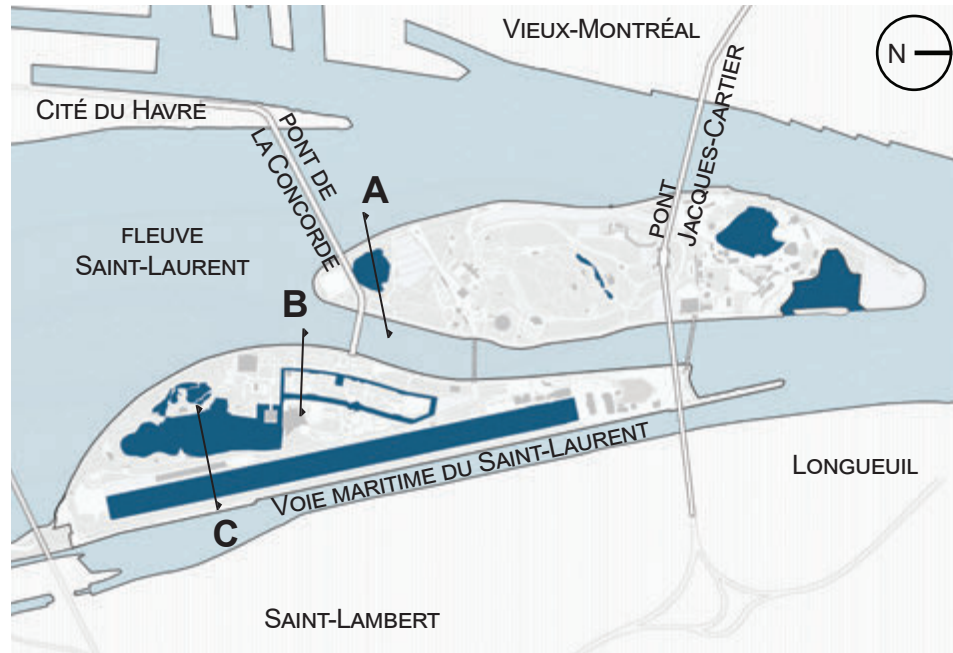 VIEUX-MONTRÉAL
N
CITÉ DU HAVRE
PONT DE
LA CONCORDE
A
PONT
JACQUES-CARTIER
FLEUVE
SAINT-LAURENT
B
VOIE MARITIME DU SAINT-LAURENT
LONGUEUIL
C
SAINT-LAMBERT